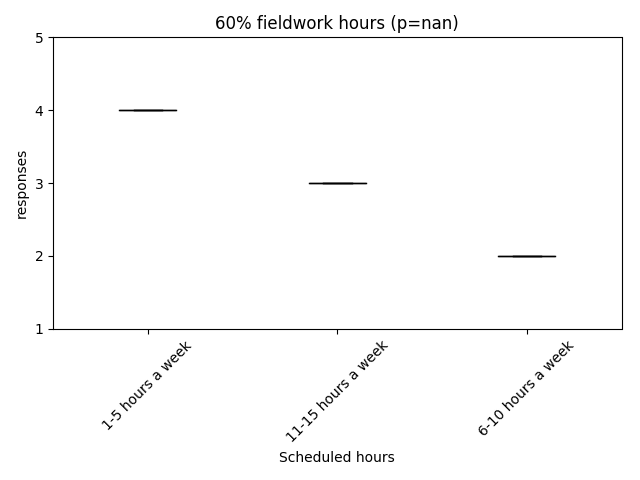 60% fieldwork hours (p=nan)
5
4
3
2
1
responses
1-5 hours a week
11-15 hours a week
6-10 hours a week
Scheduled hours